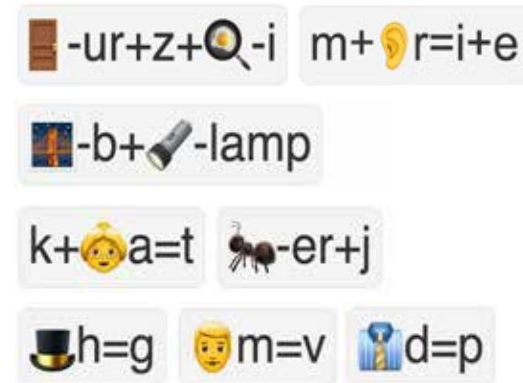 🚪-ur+z+🍳-i m+👂r=i+e
🌉-b+🔦-lamp
k+👵a=t 🐜-er+j
🎩h=g 👨m=v 👔d=p